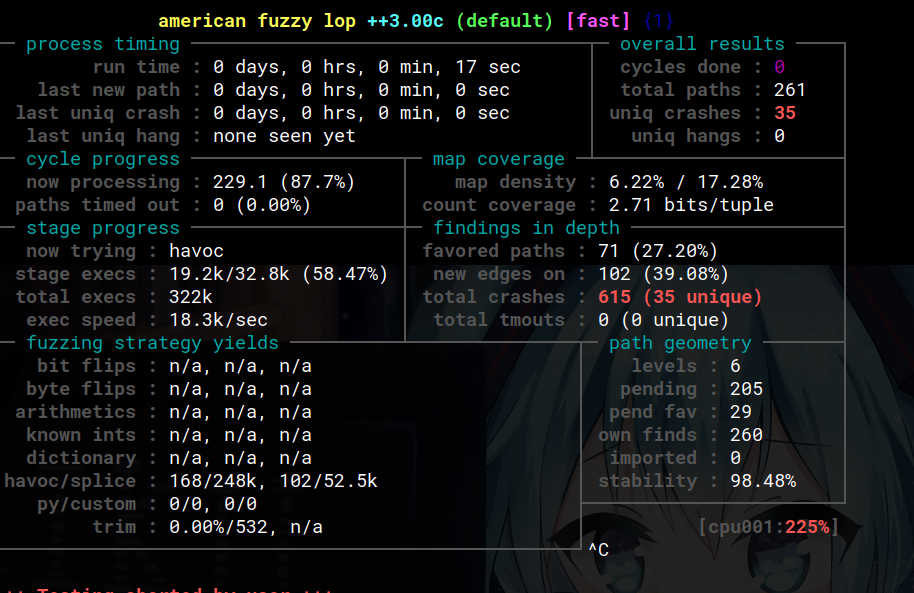 american fuzzy lop ++3.00c (default) [fast] {1}
process timing overall results
run time : 0 days, 0 hrs, 0 min, 17 sec cycles done : 0
last new path : 0 days, 0 hrs, 0 min, 0 sec total paths : 261
last uniq crash : 0 days, 0 hrs, 0 min, 0 sec uniq crashes : 35
last uniq hang : none seen yet uniq hangs : 0
cycle progress map coverage
now processing : 229.1 (87.7%) map density : 6.22% / 17.28%
paths timed out : 0 (0.00%) count coverage : 2.71 bits/tuple
stage progress findings in depth
now trying : havoc favored paths : 71 (27.20%)
stage execs : 19.2k/32.8k (58.47%) new edges on : 102 (39.08%)
total execs : 322k total crashes : 615 (35 unique)
exec speed : 18.3k/sec total tmouts : 0 (0 unique)
fuzzing strategy yields path geometry
bit flips : n/a, n/a, n/a levels : 6
byte flips : n/a, n/a, n/a pending : 205
arithmetics : n/a, n/a, n/a pend fav : 29
known ints : n/a, n/a, n/a own finds : 260
dictionary : n/a, n/a, n/a imported : 0
havoc/splice : 168/248k, 102/52.5k stability : 98.48%
py/custom : 0/0, 0/0
trim : 0.00%/532, n/a [cpu001:225%]
^C
Testing aborted by user